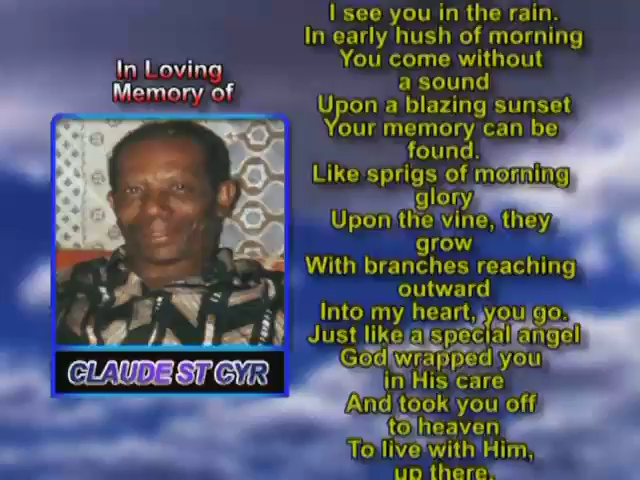 In Loving
Memory of
CLAUDE ST CYR
I see you in the rain.
In early hush of morning
You come without
a sound
Upon a blazing sunset
Your memory can be
found.
Like sprigs of morning
glory
Upon the vine, they
grow
With branches reaching
outward
Into my heart, you go.
Just like a special angel
God wrapped you
in His care
And took you off
to heaven
To live with Him,
up there.